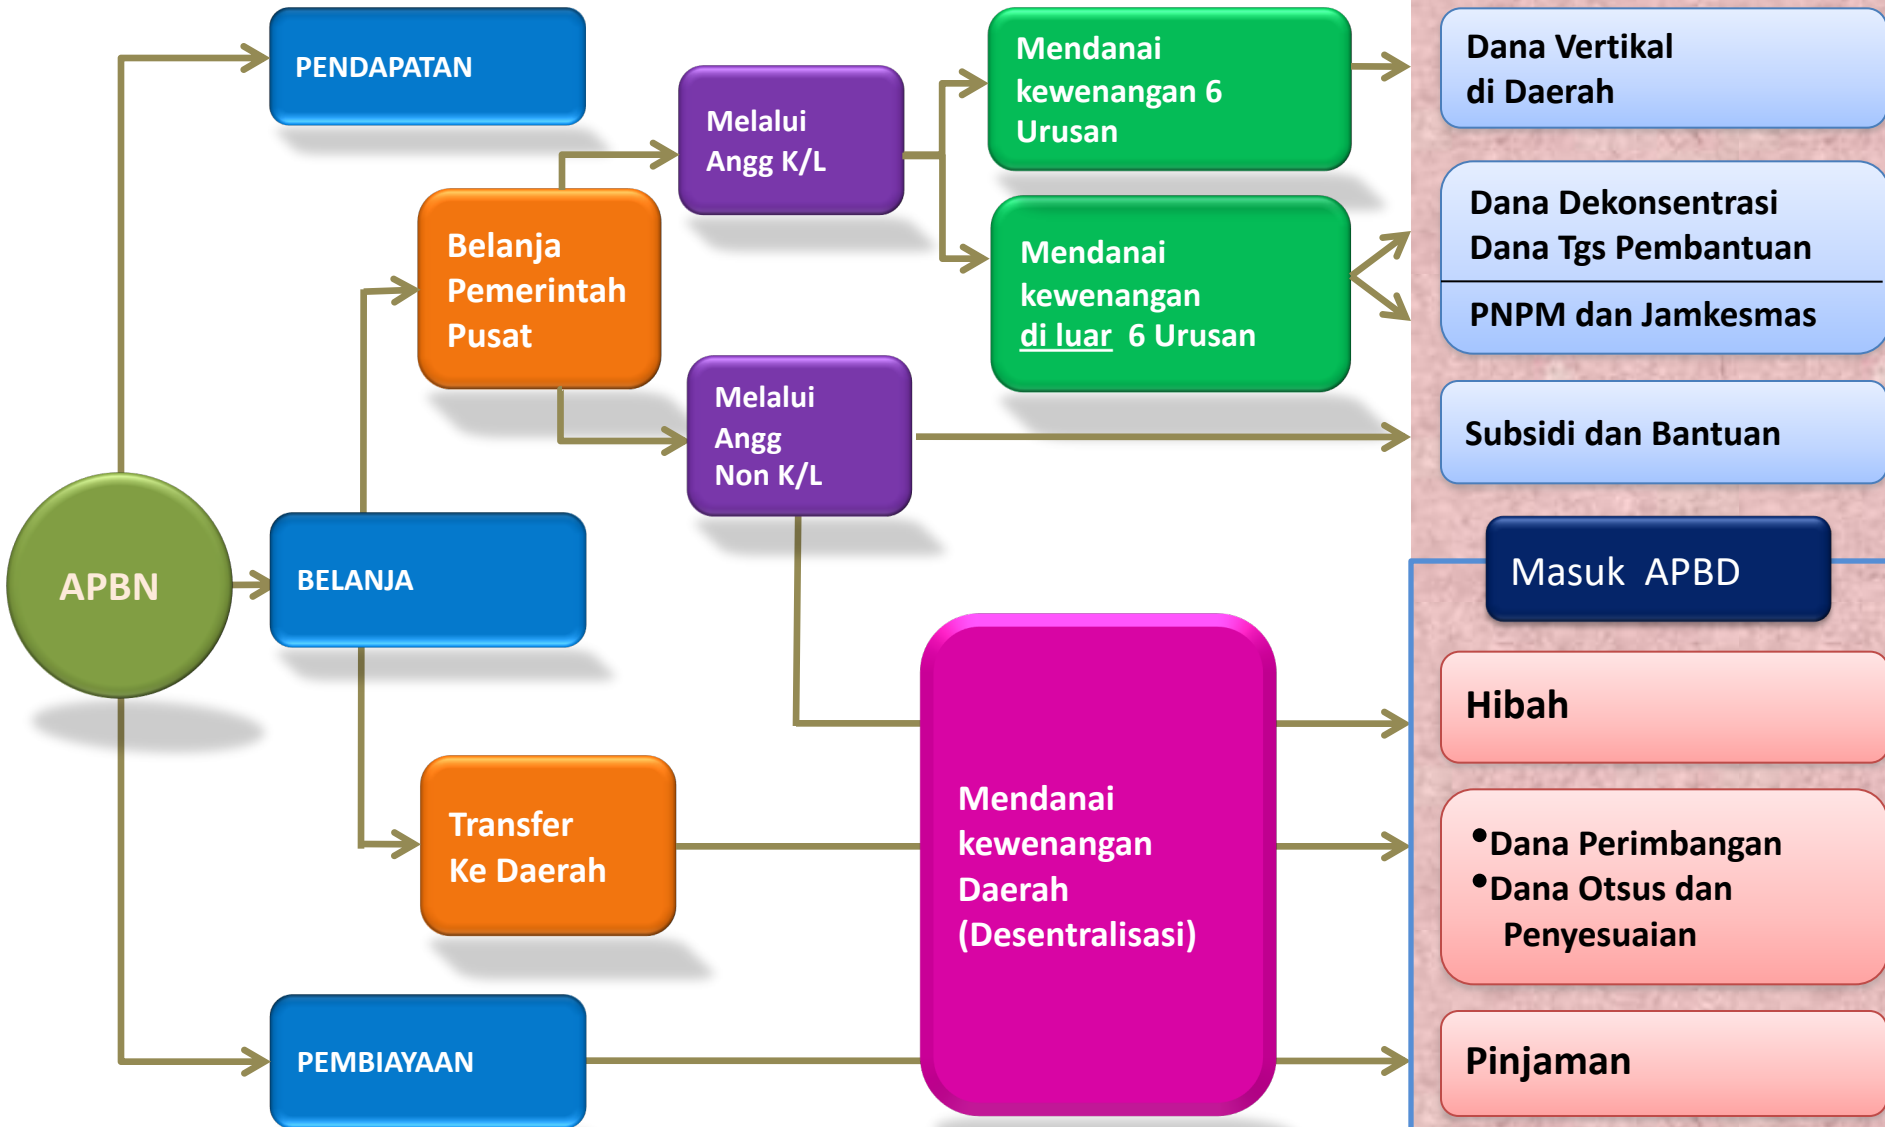 APBN
PENDAPATAN
BELANJA
PEMBIAYAAN
Belanja
Pemerintah
Pusat
Transfer
Ke Daerah
Melalui
Angg K/L
Melalui
Angg
Non K/L
Mendanai
kewenangan 6
Urusan
Mendanai
kewenangan
di luar 6 Urusan
Mendanai
kewenangan
Daerah
(Desentralisasi)
Dana Vertikal
di Daerah
Dana Dekonsentrasi
Dana Tgs Pembantuan
PNPM dan Jamkesmas
Subsidi dan Bantuan
Masuk APBD
Hibah
•Dana Perimbangan
•Dana Otsus dan
Penyesuaian
Pinjaman